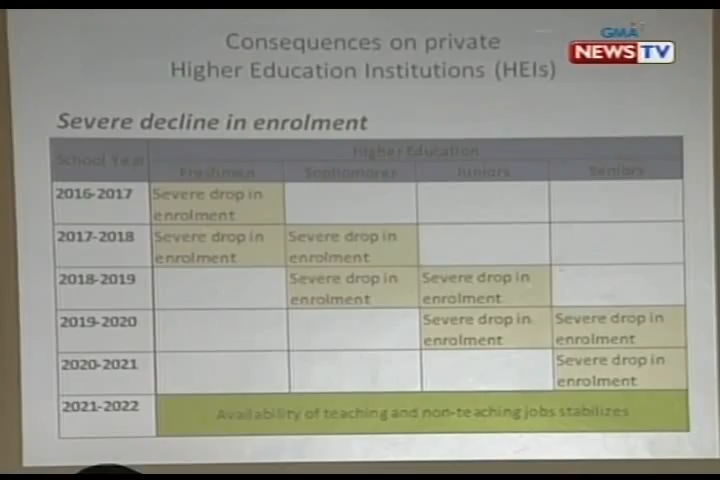 GMA
NEWS TV
Consequences on private
Higher Education Institutions (HEIs)
Severe decline in enrolment
School Year
Higher Education
Freshmen Sophomores Juniors Seniors
2016-2017 Severe drop in
enrolment
2017-2018 Severe drop in Severe drop in
enrolment enrolment
2018-2019 Severe drop in Severe drop in
enrolment enrolment
2019-2020 Severe drop in Severe drop in
enrolment enrolment
2020-2021 Severe drop in
enrolment
2021-2022 Availability of teaching and non-teaching jobs stabilizes